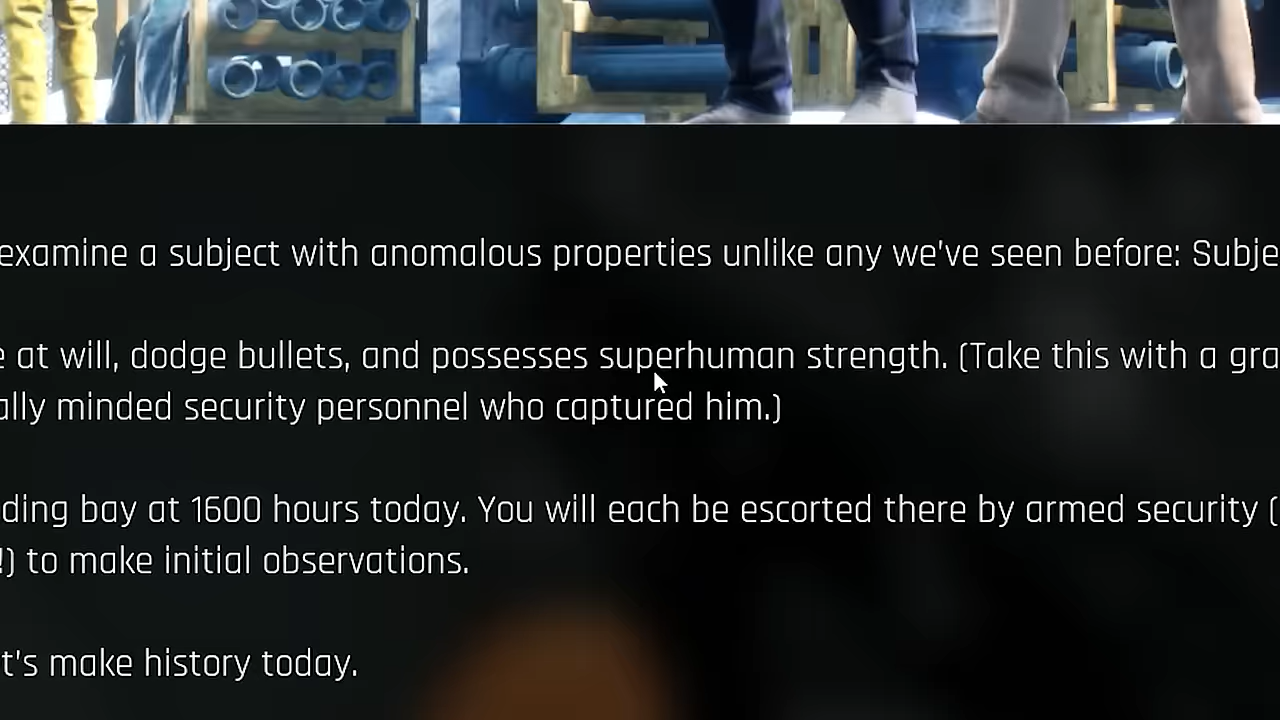 examine a subject with anomalous properties unlike any we've seen before: Subje
at will, dodge bullets, and possesses superhuman strength. (Take this with a gra
ally minded security personnel who captured him.)
ding bay at 1600 hours today. You will each be escorted there by armed security (
!) to make initial observations.
t's make history today.